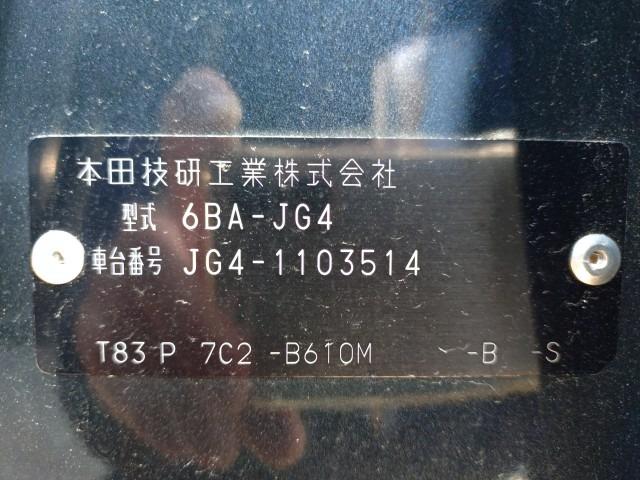 本田技研工業株式会社
型式 6BA-JG4
車台番号 JG4-1103514
T83 P 7C2 -B610M -B -S